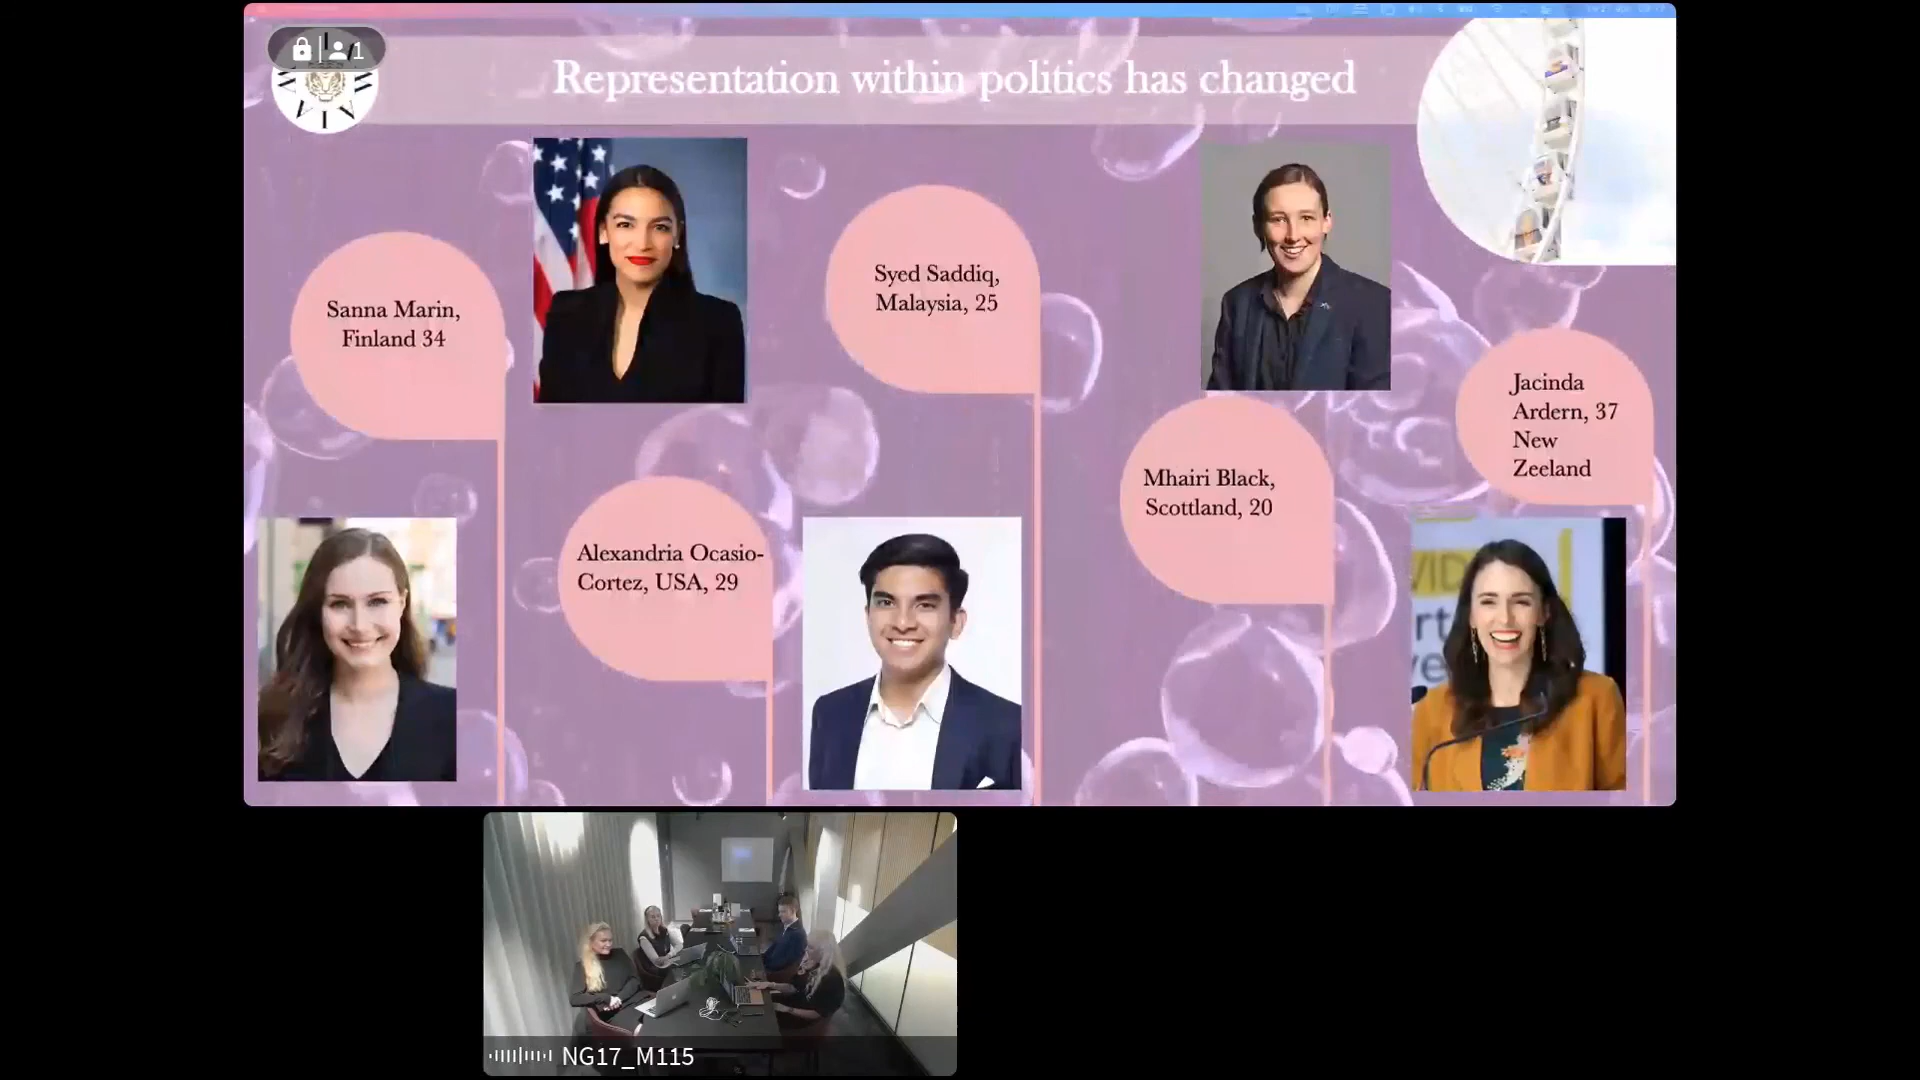 1
Representation within politics has changed
Sanna Marin,
Finland 34
Alexandria Ocasio-
Cortez, USA, 29
Syed Saddiq,
Malaysia, 25
Mhairi Black,
Scottland, 20
Jacinda
Ardern, 37
New
Zeeland
NG17_M115